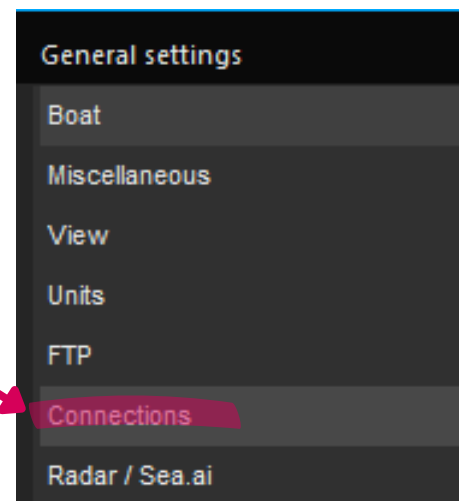 General settings
Boat
Miscellaneous
View
Units
FTP
Connections
Radar / Sea.ai